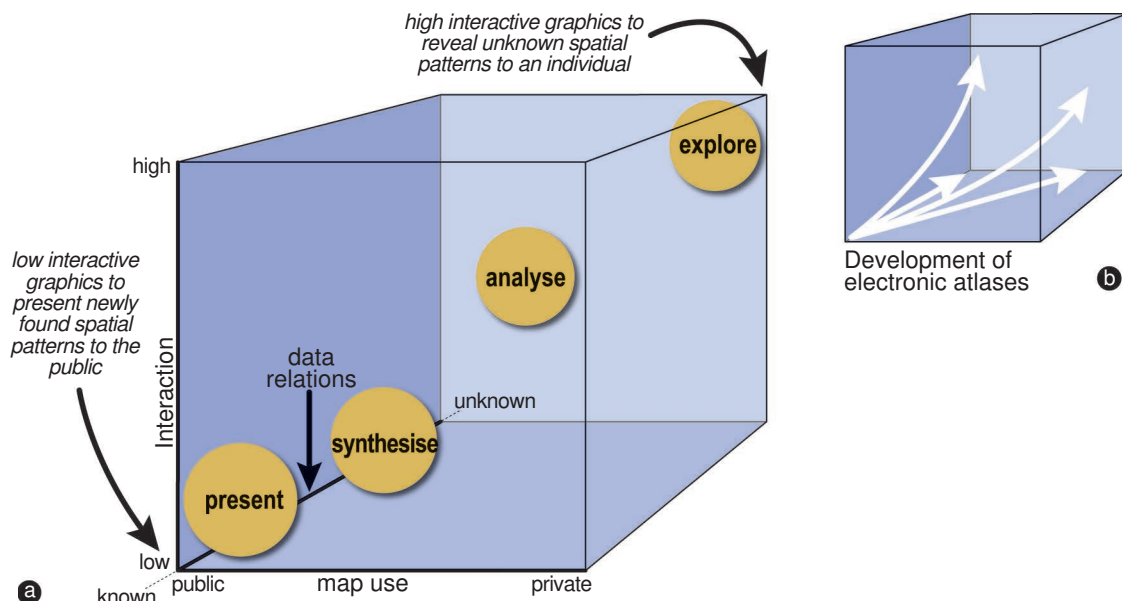 high interactive graphics to
reveal unknown spatial
patterns to an individual
high
explore
low interactive
graphics to
present newly
found spatial
patterns to the
public
analyse
Interaction
data
relations
unknown
synthesise
present
low
public
map use
private
known
a
Development of
electronic atlases
b